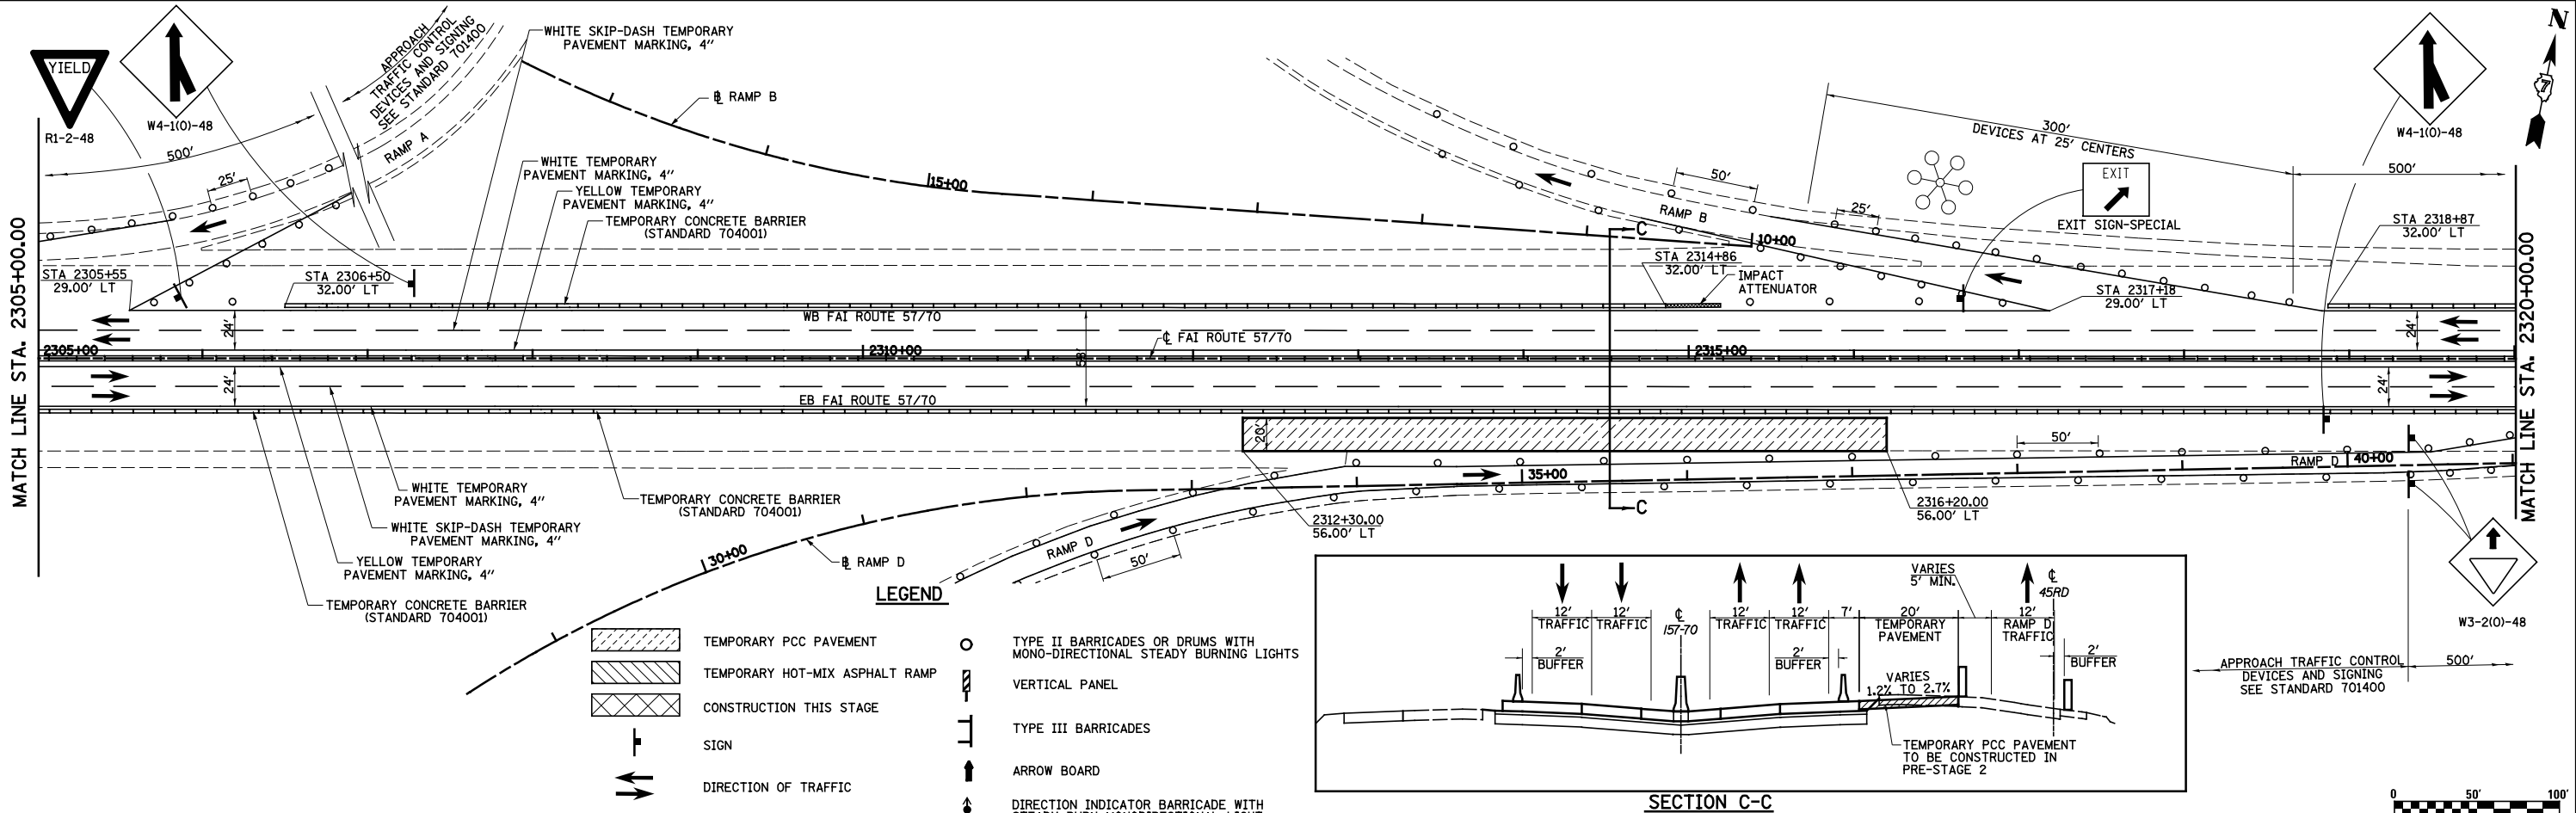 YIELD
R1-2-48
W4-1(O)-48
APPROACH
TRAFFIC CONTROL
DEVICES AND SIGNING
SEE STANDARD 701400
RAMP A
500'
25'
WHITE SKIP-DASH TEMPORARY
PAVEMENT MARKING, 4"
℄ RAMP B
WHITE TEMPORARY
PAVEMENT MARKING, 4"
YELLOW TEMPORARY
PAVEMENT MARKING, 4"
TEMPORARY CONCRETE BARRIER
(STANDARD 704001)
15+00
10+00
RAMP B
50'
25'
300'
DEVICES AT 25' CENTERS
EXIT
EXIT SIGN-SPECIAL
500'
W4-1(O)-48
N
7
STA 2318+87
32.00' LT
STA 2317+18
29.00' LT
STA 2314+86
32.00' LT
IMPACT
ATTENUATOR
C
STA 2305+55
29.00' LT
STA 2306+50
32.00' LT
MATCH LINE STA. 2305+00.00
MATCH LINE STA. 2320+00.00
WB FAI ROUTE 57/70
℄ FAI ROUTE 57/70
EB FAI ROUTE 57/70
2305+00
2310+00
2315+00
24'
24'
58'
24'
24'
20'
50'
RAMP D
40+00
35+00
30+00
C
2312+30.00
56.00' LT
2316+20.00
56.00' LT
RAMP D
50'
℄ RAMP D
WHITE TEMPORARY
PAVEMENT MARKING, 4"
WHITE SKIP-DASH TEMPORARY
PAVEMENT MARKING, 4"
YELLOW TEMPORARY
PAVEMENT MARKING, 4"
TEMPORARY CONCRETE BARRIER
(STANDARD 704001)
TEMPORARY CONCRETE BARRIER
(STANDARD 704001)
W3-2(O)-48
APPROACH TRAFFIC CONTROL
DEVICES AND SIGNING
SEE STANDARD 701400
500'
LEGEND
TEMPORARY PCC PAVEMENT
TEMPORARY HOT-MIX ASPHALT RAMP
CONSTRUCTION THIS STAGE
SIGN
DIRECTION OF TRAFFIC
TYPE II BARRICADES OR DRUMS WITH
MONO-DIRECTIONAL STEADY BURNING LIGHTS
VERTICAL PANEL
TYPE III BARRICADES
ARROW BOARD
DIRECTION INDICATOR BARRICADE WITH
12'
TRAFFIC
12'
TRAFFIC
℄
157-70
12'
TRAFFIC
12'
TRAFFIC
7'
20'
TEMPORARY
PAVEMENT
VARIES
5' MIN.
12'
RAMP D
TRAFFIC
℄
45RD
2'
BUFFER
2'
BUFFER
2'
BUFFER
VARIES
1.2% TO 2.7%
TEMPORARY PCC PAVEMENT
TO BE CONSTRUCTED IN
PRE-STAGE 2
SECTION C-C
0 50' 100'